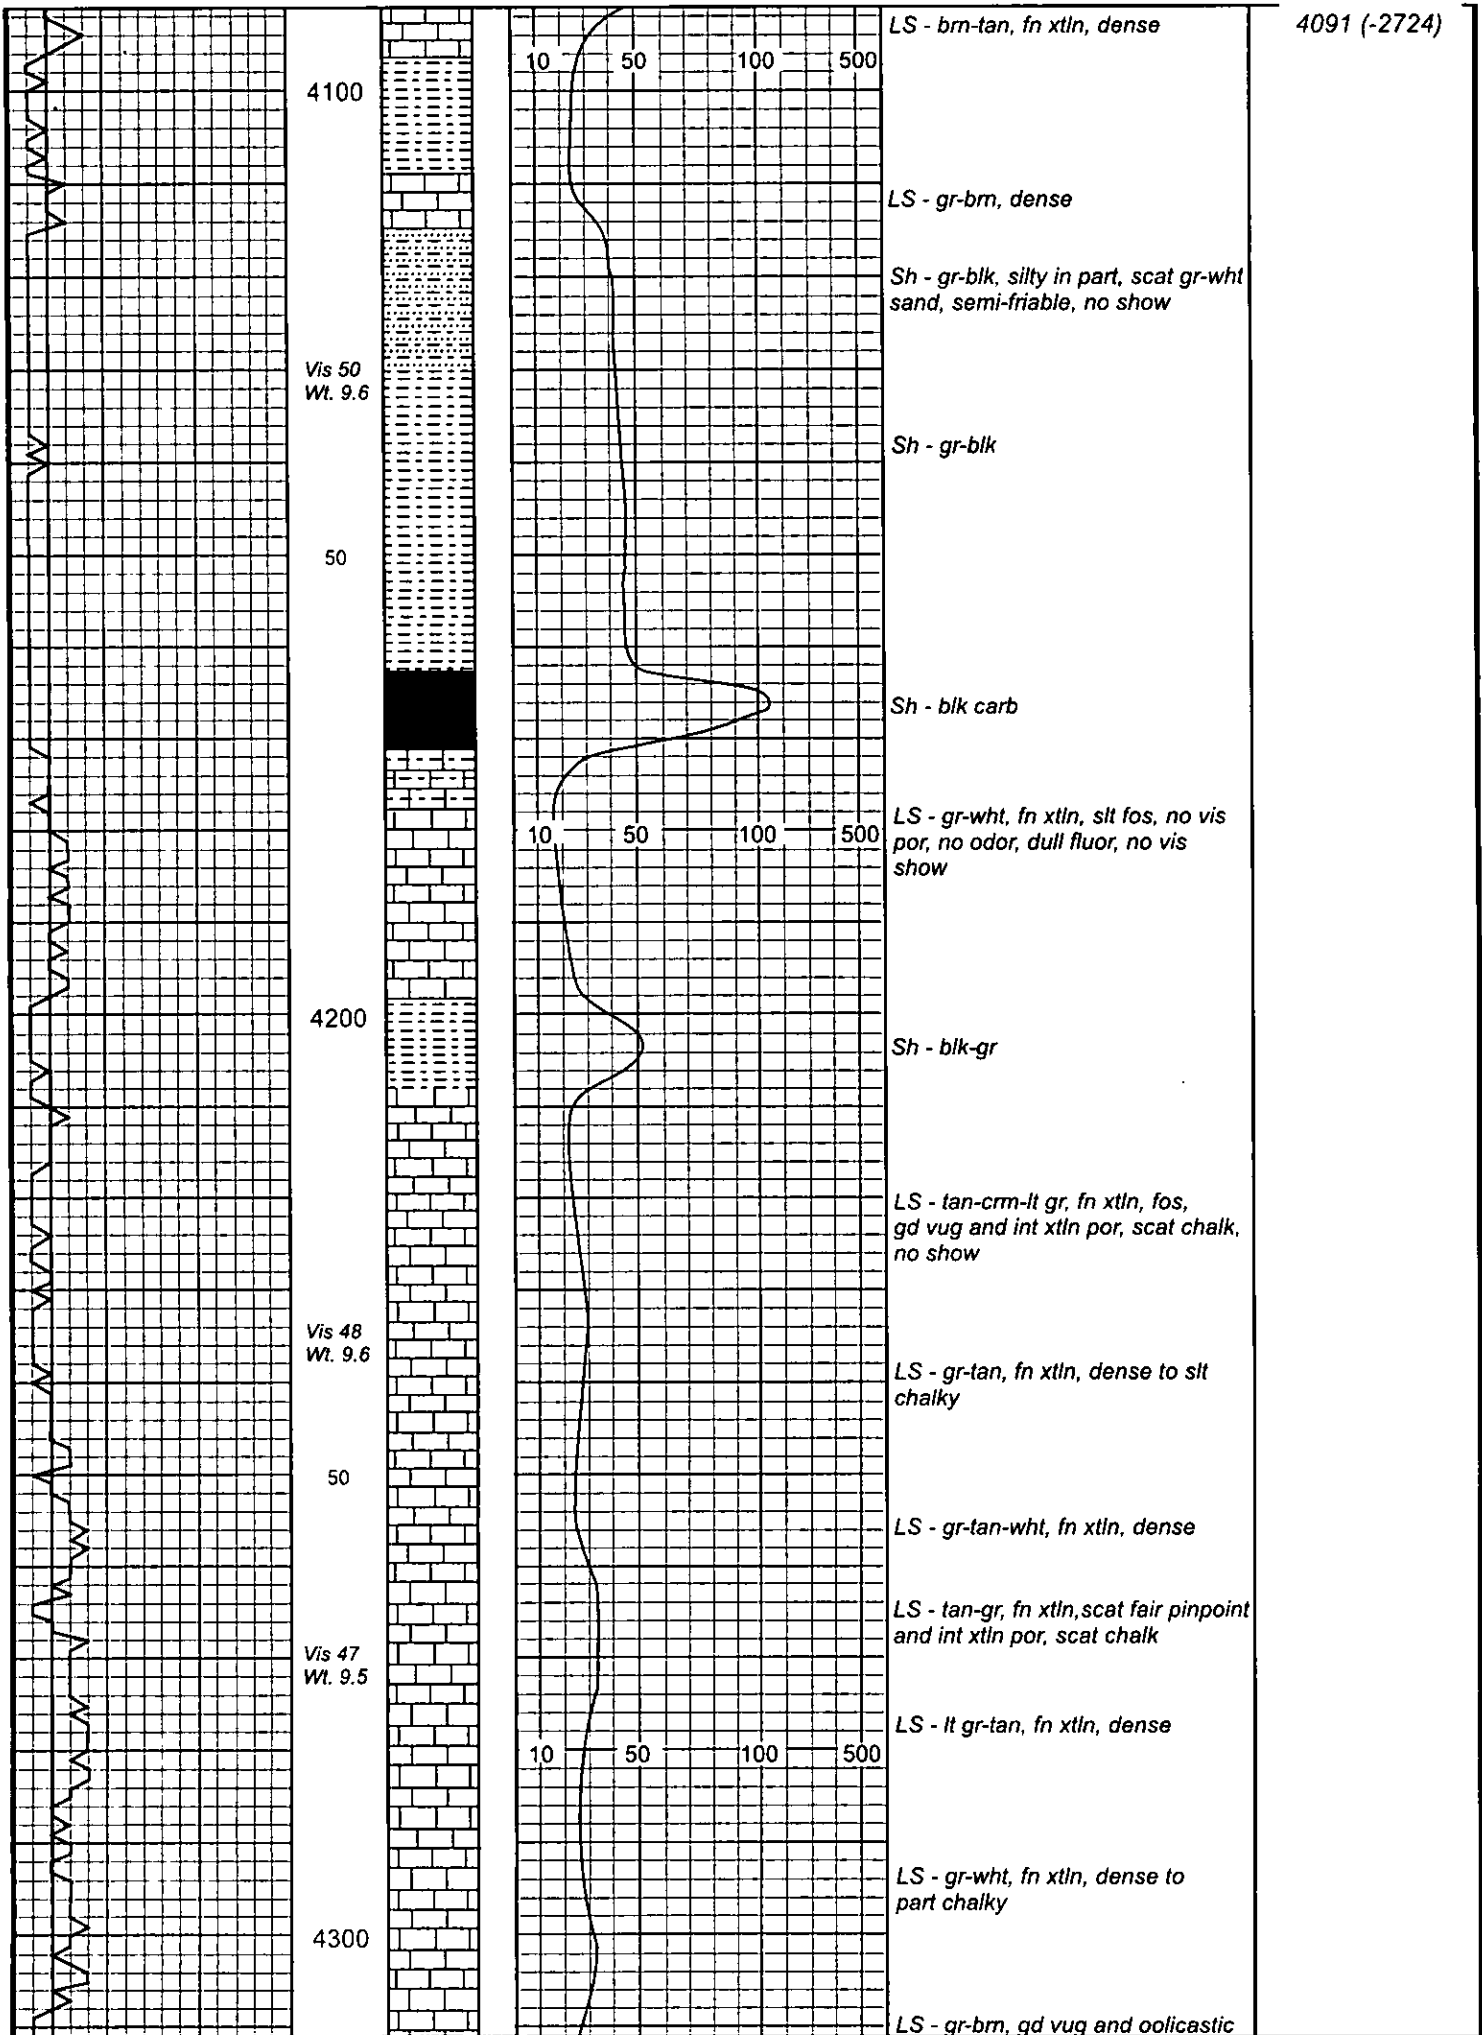 LS - brn-tan, fn xtln, dense
4091 (-2724)
10 50 100 500
4100
LS - gr-brn, dense
Sh - gr-blk, silty in part, scat gr-wht
sand, semi-friable, no show
Vis 50
Wt. 9.6
Sh - gr-blk
50
Sh - blk carb
LS - gr-wht, fn xtln, slt fos, no vis
por, no odor, dull fluor, no vis
show
10 50 100 500
4200
Sh - blk-gr
LS - tan-crm-lt gr, fn xtln, fos,
gd vug and int xtln por, scat chalk,
no show
Vis 48
Wt. 9.6
LS - gr-tan, fn xtln, dense to slt
chalky
50
LS - gr-tan-wht, fn xtln, dense
LS - tan-gr, fn xtln,scat fair pinpoint
and int xtln por, scat chalk
Vis 47
Wt. 9.5
LS - lt gr-tan, fn xtln, dense
10 50 100 500
LS - gr-wht, fn xtln, dense to
part chalky
4300
LS - gr-brn, gd vug and oolicastic